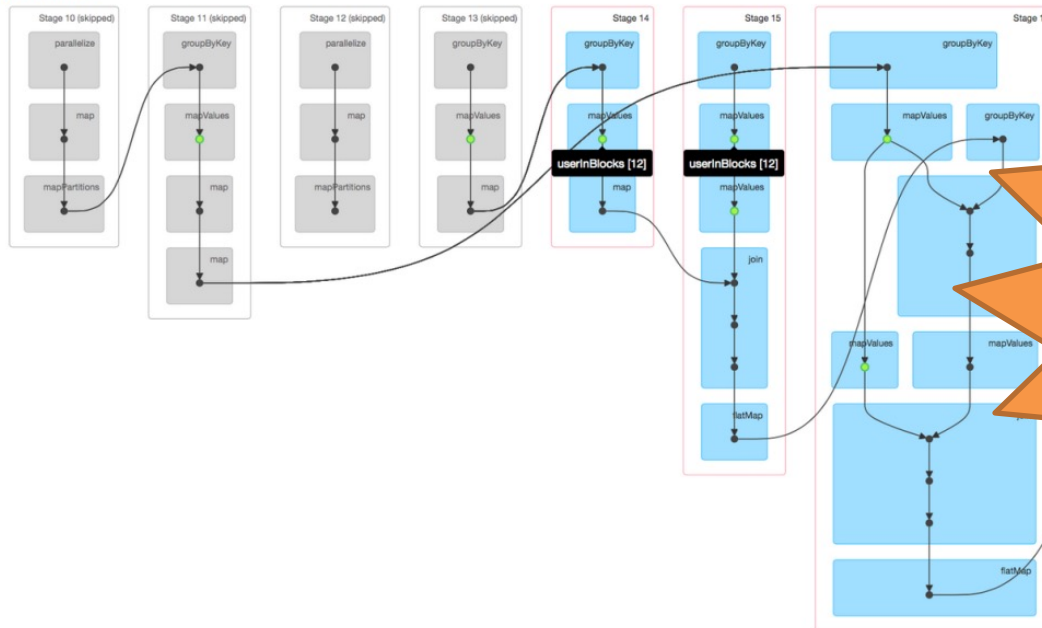 Stage 10 (skipped)
parallelize
map
mapPartitions
Stage 11 (skipped)
groupByKey
mapValues
map
map
Stage 12 (skipped)
parallelize
map
mapPartitions
Stage 13 (skipped)
groupByKey
mapValues
map
Stage 14
groupByKey
mapValues
userInBlocks [12]
map
Stage 15
groupByKey
mapValues
userInBlocks [12]
mapValues
join
flatMap
Stage 1
groupByKey
mapValues
groupByKey
mapValues
mapValues
flatMap